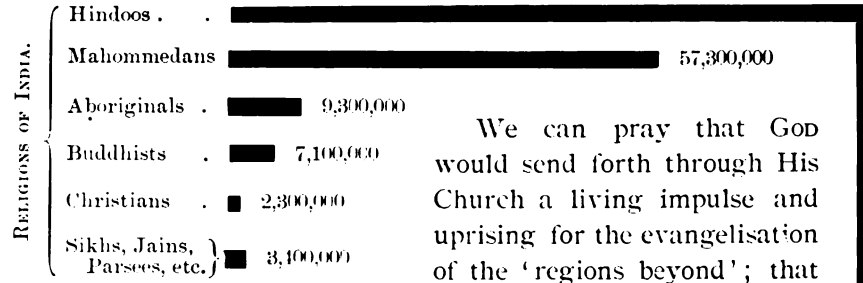 RELIGIONS OF INDIA.
Hindoos . .
Mahommedans 57,300,000
Aboriginals . 9,300,000
Buddhists . 7,100,000
Christians . 2,300,000
Sikhs, Jains,
Parsees, etc. 3,400,000
We can pray that GOD
would send forth through His
Church a living impulse and
uprising for the evangelisation
of the ‘regions beyond’; that